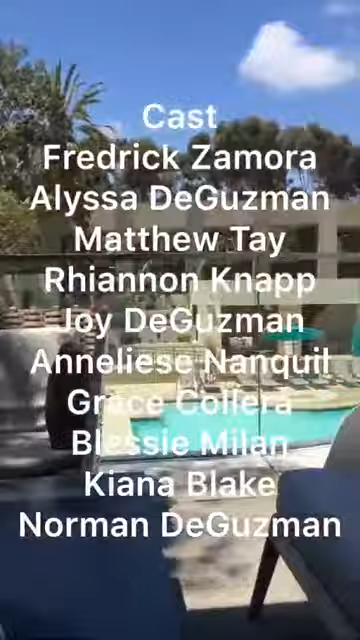 Cast
Fredrick Zamora
Alyssa DeGuzman
Matthew Tay
Rhiannon Knapp
Joy DeGuzman
Anneliese Nanquil
Grace Collera
Blessie Milan
Kiana Blake
Norman DeGuzman